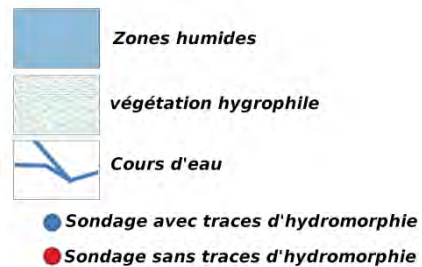 Zones humides
végétation hygrophile
Cours d'eau
Sondage avec traces d'hydromorphie
Sondage sans traces d'hydromorphie